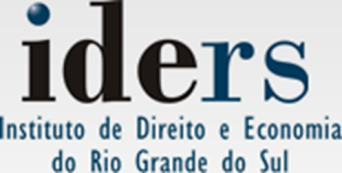 iders
Instituto de Direito e Economia
do Rio Grande do Sul